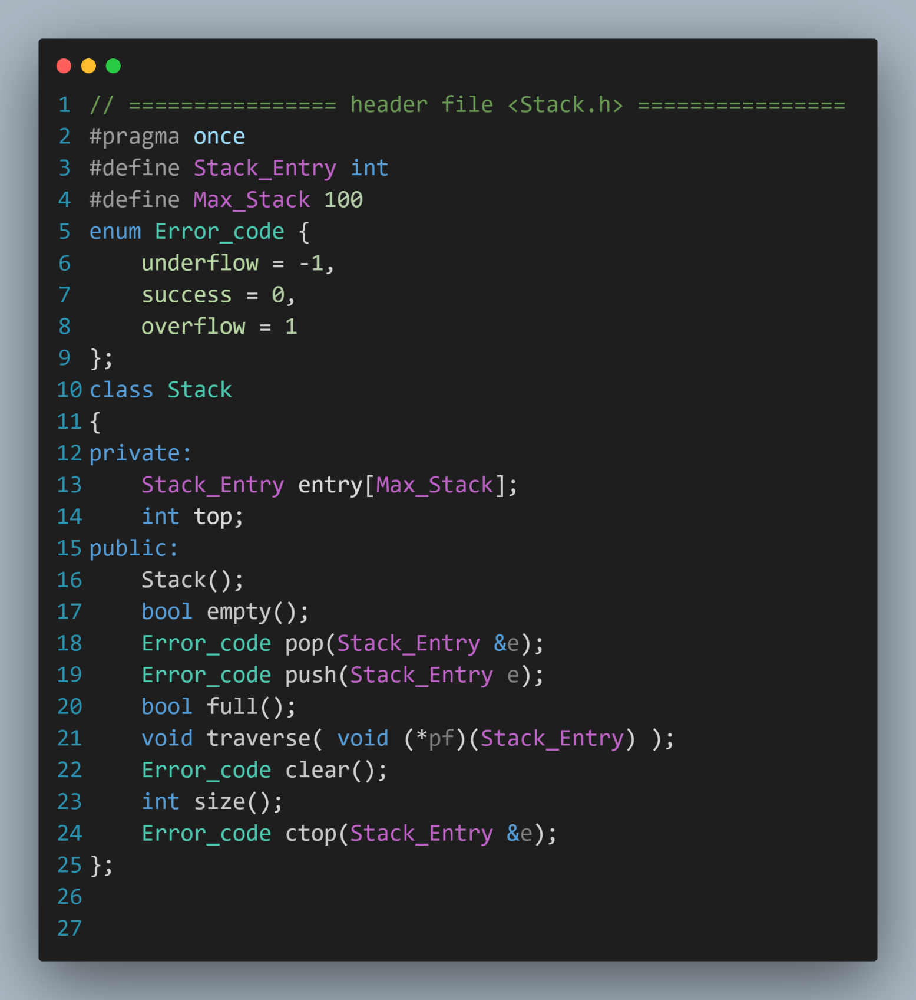 1 // ================ header file <Stack.h> ================
2 #pragma once
3 #define Stack_Entry int
4 #define Max_Stack 100
5 enum Error_code {
6     underflow = -1,
7     success = 0,
8     overflow = 1
9 };
10 class Stack
11 {
12 private:
13     Stack_Entry entry[Max_Stack];
14     int top;
15 public:
16     Stack();
17     bool empty();
18     Error_code pop(Stack_Entry &e);
19     Error_code push(Stack_Entry e);
20     bool full();
21     void traverse( void (*pf)(Stack_Entry) );
22     Error_code clear();
23     int size();
24     Error_code ctop(Stack_Entry &e);
25 };
26
27